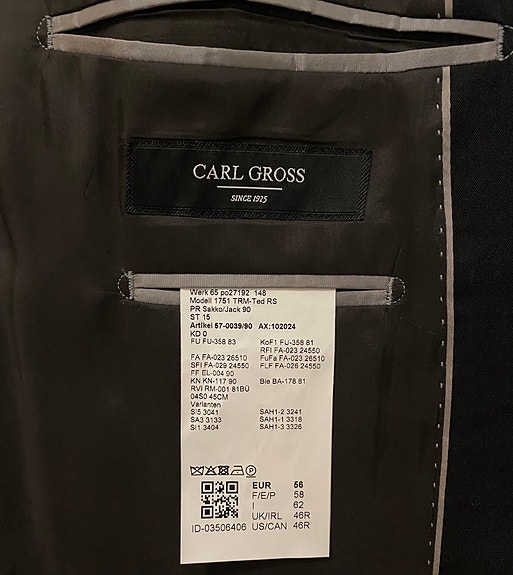 CARL GROSS
SINCE 1925
Werk 65 po27192 148
Modell 1751 TRM-Ted RS
PR Sakko/Jack 90
ST 15
Artikel 57-0039/90 AX:102024
KD 0
FU FU-358 83 KoF1 FU-358 81
RFI FA-023 24550
FA FA-023 26510 FuFa FA-023 26510
SFI FA-029 24550 FLF FA-026 24550
FF EL-004 90
KN KN-117 90 Bie BA-178 81
RVI RM-001 81BÜ
04S0 45CM
Varianten
SI5 3041 SAH1-2 3241
SA3 3133 SAH1-1 3318
SI1 3404 SAH1-3 3326
P
EUR 56
F/E/P 58
I 62
UK/IRL 46R
ID-03506406 US/CAN 46R